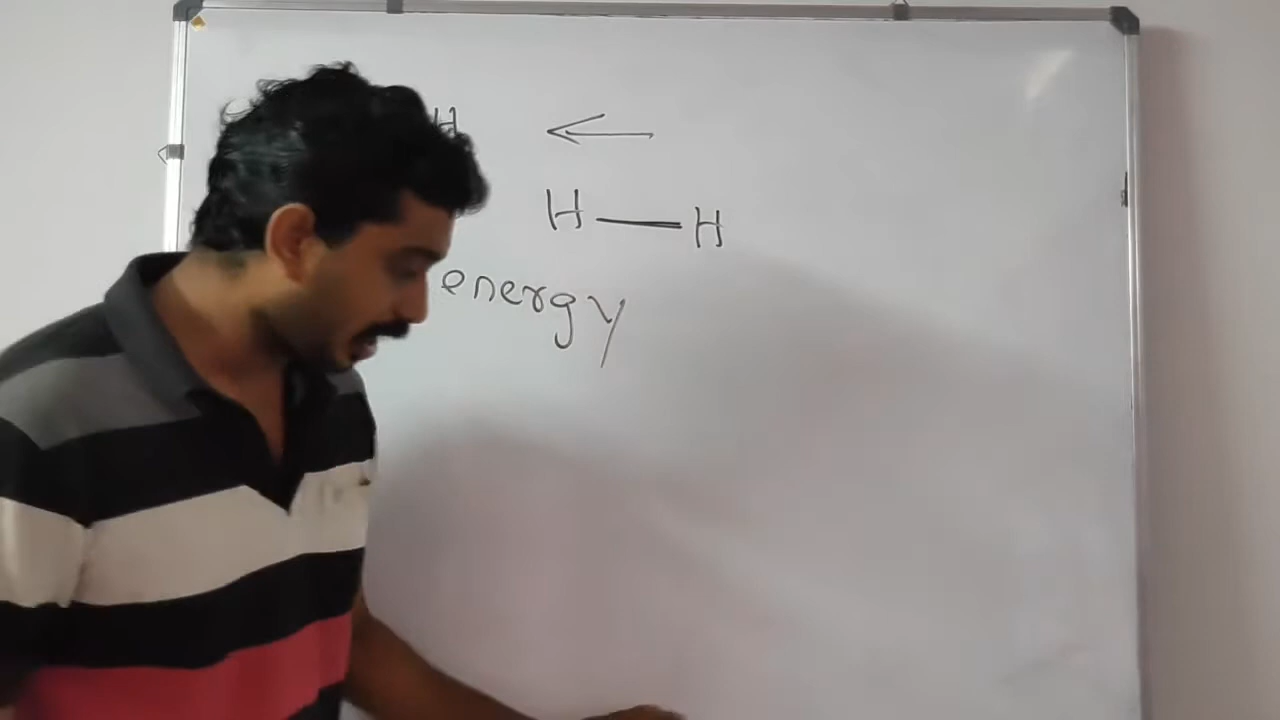 H ←
H — H
energy